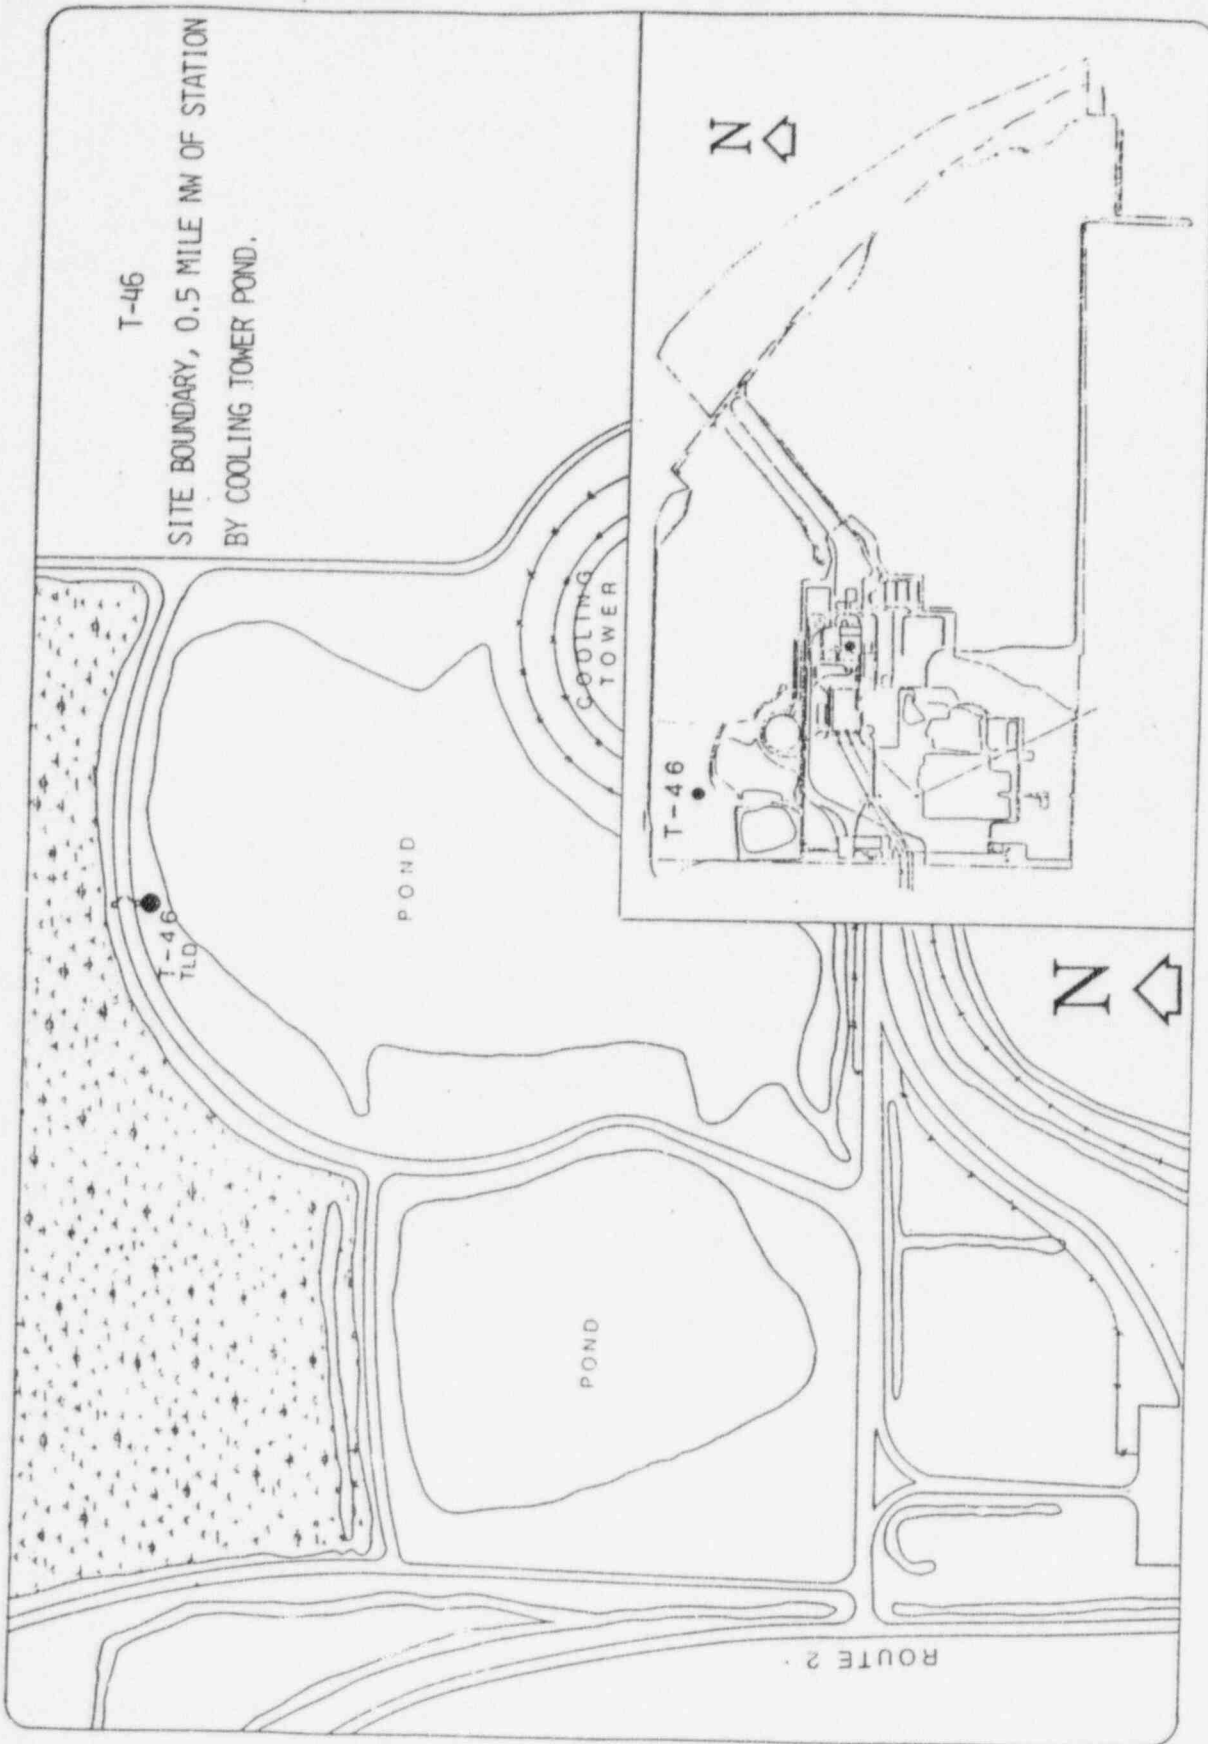 T-46
SITE BOUNDARY, 0.5 MILE NW OF STATION
BY COOLING TOWER POND.
N
T-46
COOLING
TOWER
POND
T-46
TLD
N
POND
ROUTE 2